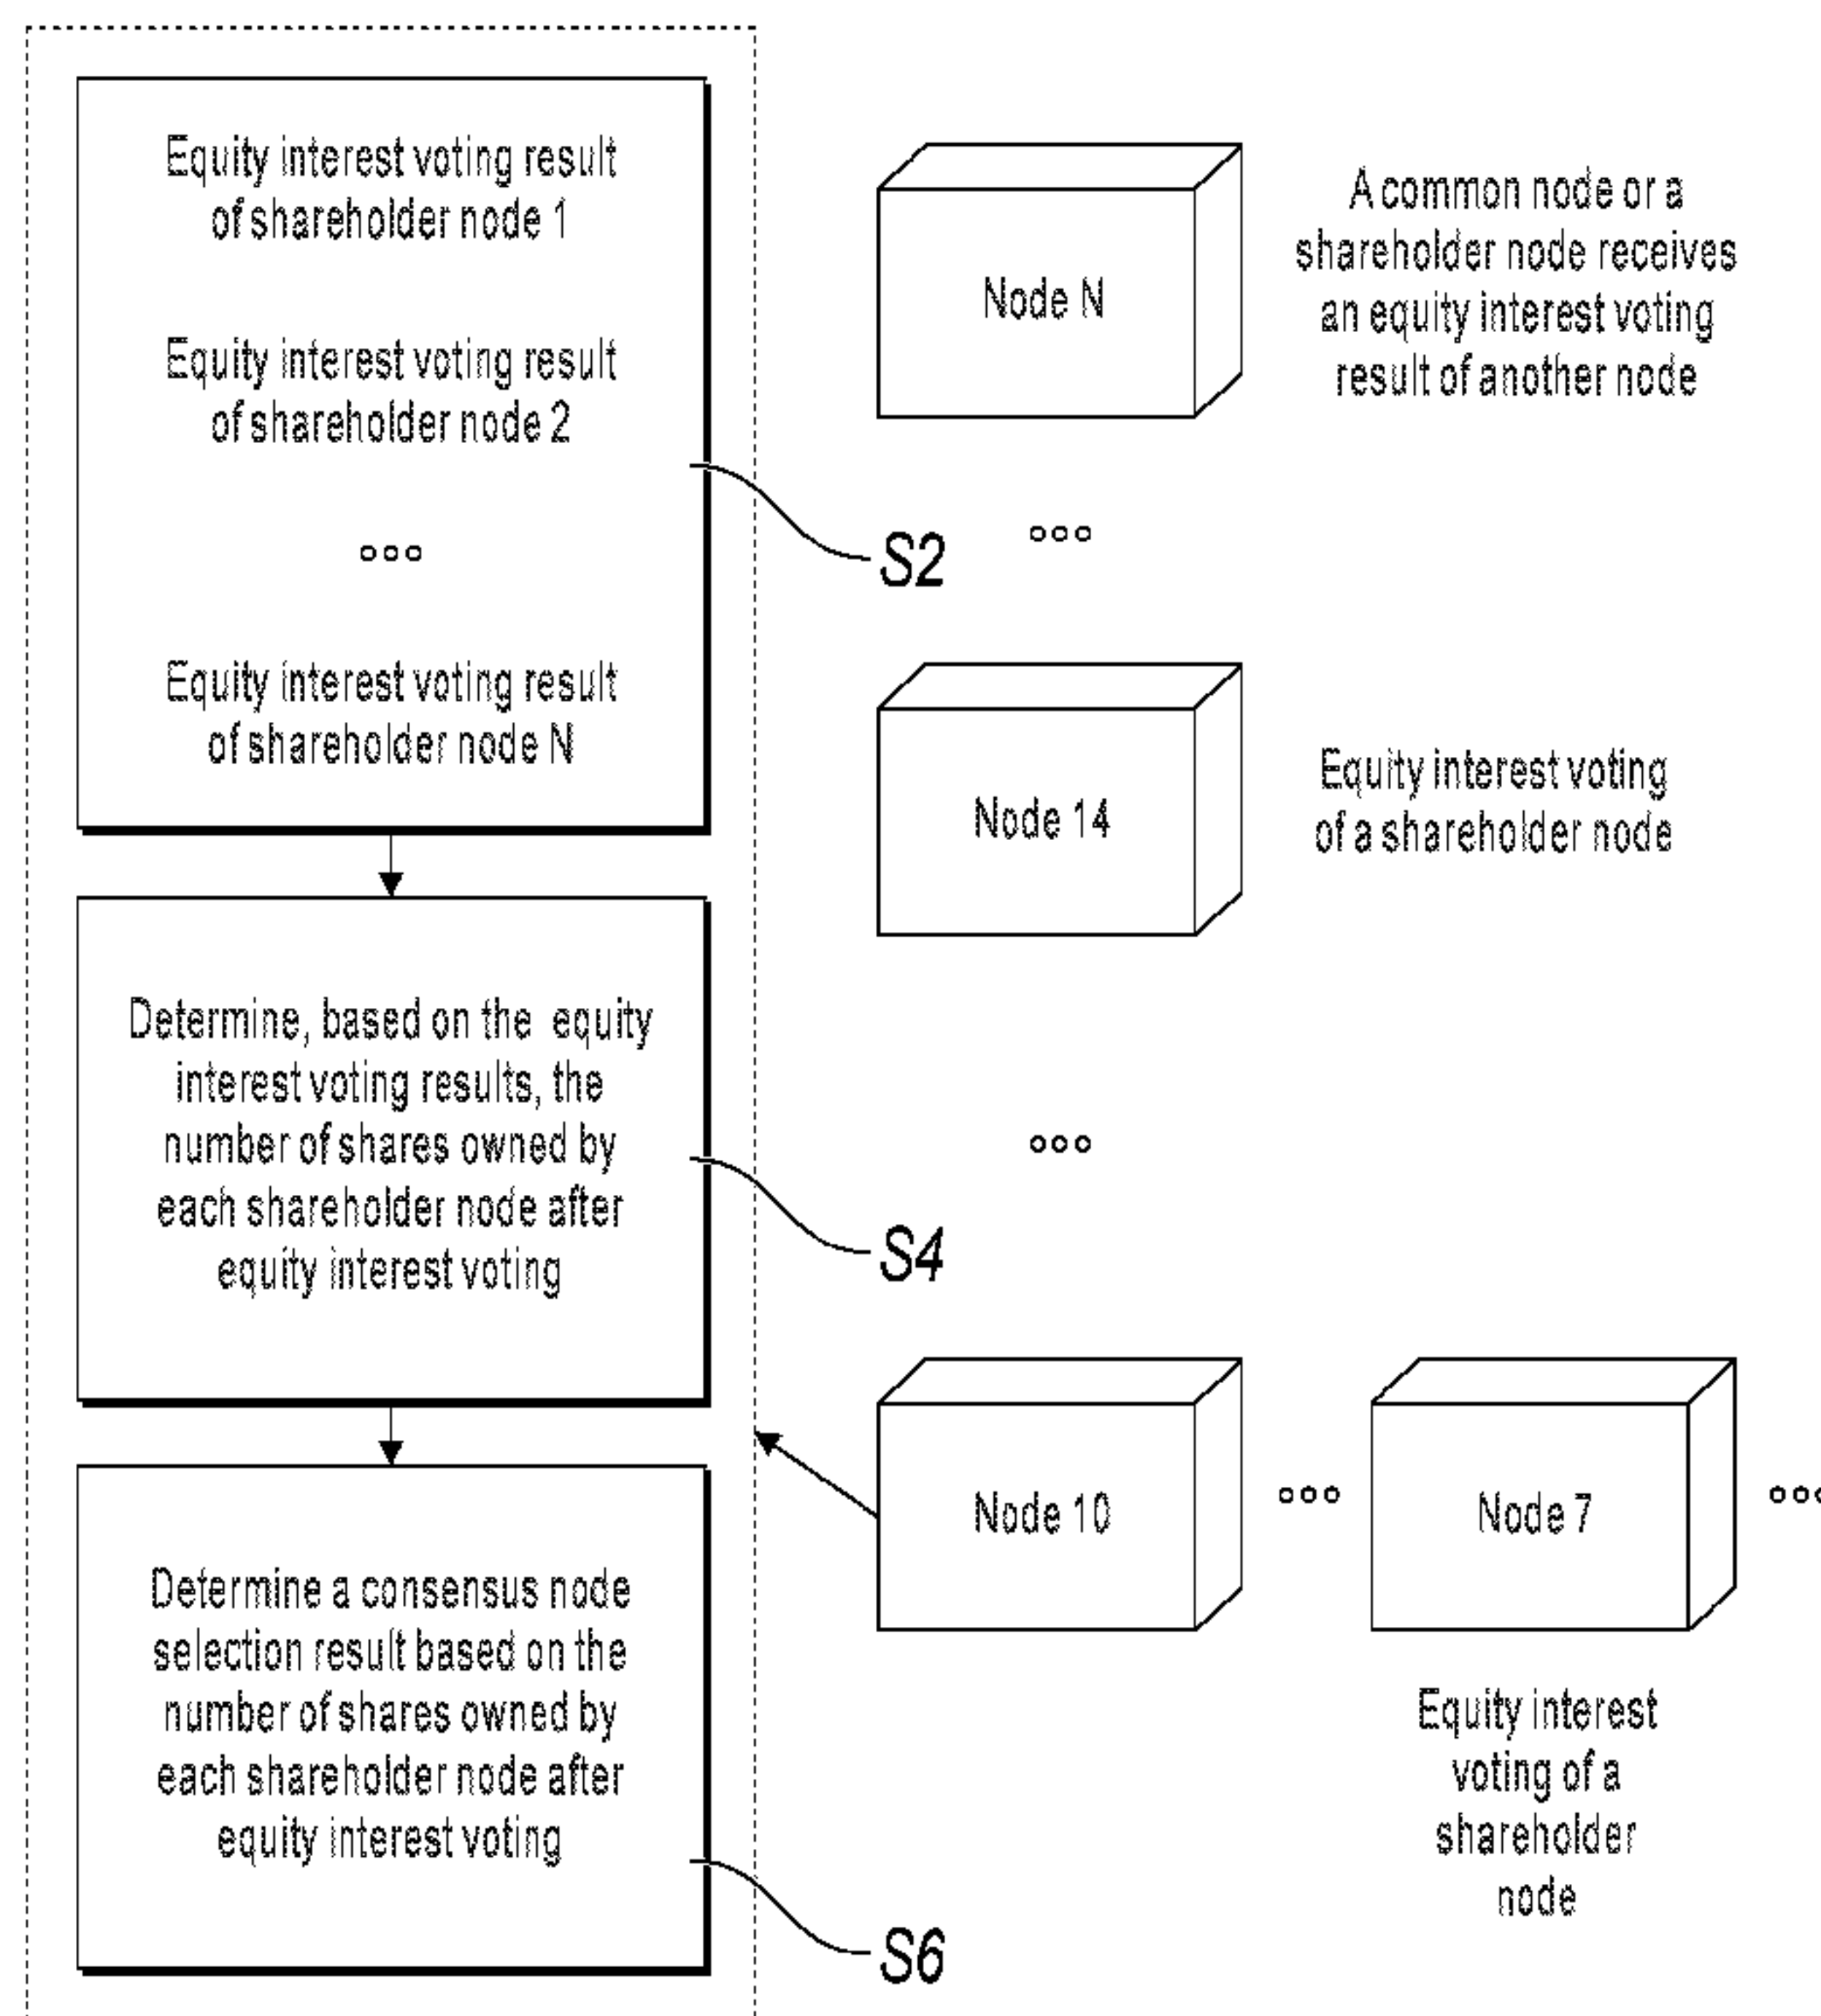 Equity interest voting result
of shareholder node 1
Equity interest voting result
of shareholder node 2
Equity interest voting result
of shareholder node N
S2
Determine, based on the equity
interest voting results, the
number of shares owned by
each shareholder node after
equity interest voting
S4
Determine a consensus node
selection result based on the
number of shares owned by
each shareholder node after
equity interest voting
S6
Node N
A common node or a
shareholder node receives
an equity interest voting
result of another node
Node 14
Equity interest voting
of a shareholder node
Node 10
Node 7
Equity interest
voting of a
shareholder
node